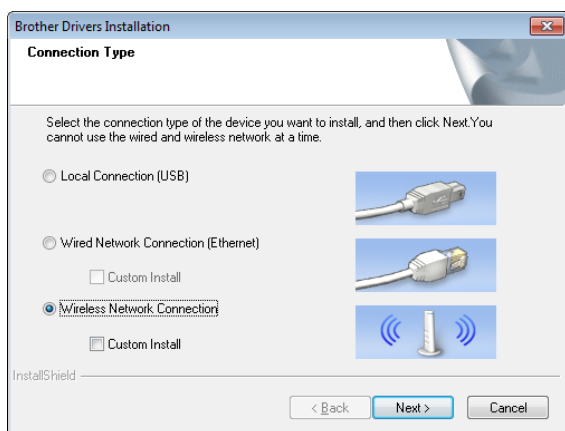 Brother Drivers Installation
Connection Type
Select the connection type of the device you want to install, and then click Next.You
cannot use the wired and wireless network at a time.
Local Connection (USB)
Wired Network Connection (Ethernet)
Custom Install
Wireless Network Connection
Custom Install
InstallShield
< Back
Next >
Cancel